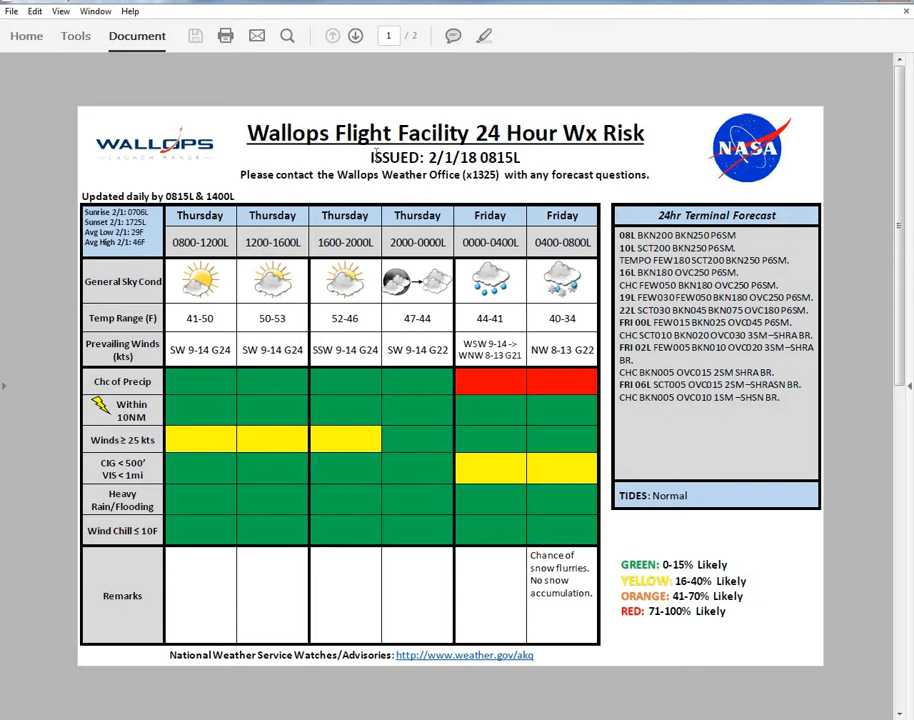 File Edit View Window Help
Home Tools Document 1 / 2
WALLOPS
LAUNCH RANGE
Wallops Flight Facility 24 Hour Wx Risk
ISSUED: 2/1/18 0815L
Please contact the Wallops Weather Office (x1325) with any forecast questions.
NASA
Updated daily by 0815L & 1400L
Sunrise 2/1: 0706L
Sunset 2/1: 1725L
Avg Low 2/1: 29F
Avg High 2/1: 46F
Thursday Thursday Thursday Thursday Friday Friday
0800-1200L 1200-1600L 1600-2000L 2000-0000L 0000-0400L 0400-0800L
General Sky Cond
Temp Range (F) 41-50 50-53 52-46 47-44 44-41 40-34
Prevailing Winds (kts) SW 9-14 G24 SW 9-14 G24 SSW 9-14 G24 SW 9-14 G22 WSW 9-14 -> WNW 8-13 G21 NW 8-13 G22
Chc of Precip
Within
10NM
Winds ≥ 25 kts
CIG < 500'
VIS < 1mi
Heavy
Rain/Flooding
Wind Chill ≤ 10F
Remarks
Chance of
snow flurries.
No snow
accumulation.
24hr Terminal Forecast
08L BKN200 BKN250 P6SM
10L SCT200 BKN250 P6SM.
TEMPO FEW180 SCT200 BKN250 P6SM.
16L BKN180 OVC250 P6SM.
CHC FEW050 BKN180 OVC250 P6SM.
19L FEW030 FEW050 BKN180 OVC250 P6SM.
22L SCT030 BKN045 BKN075 OVC180 P6SM.
FRI 00L FEW015 BKN025 OVC045 P6SM.
CHC SCT010 BKN020 OVC030 3SM –SHRA BR.
FRI 02L FEW005 BKN010 OVC020 3SM –SHRA
BR.
CHC BKN005 OVC015 2SM SHRA BR.
FRI 06L SCT005 OVC015 2SM –SHRASN BR.
CHC BKN005 OVC010 1SM –SHSN BR.
TIDES: Normal
GREEN: 0-15% Likely
YELLOW: 16-40% Likely
ORANGE: 41-70% Likely
RED: 71-100% Likely
National Weather Service Watches/Advisories: http://www.weather.gov/akq